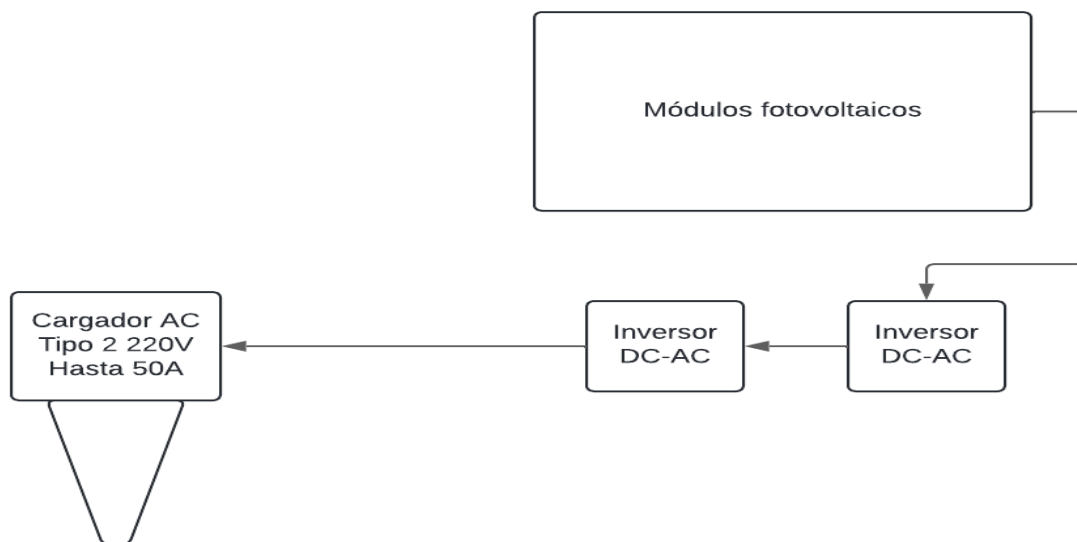 Módulos fotovoltaicos
Cargador AC
Tipo 2 220V
Hasta 50A
Inversor
DC-AC
Inversor
DC-AC